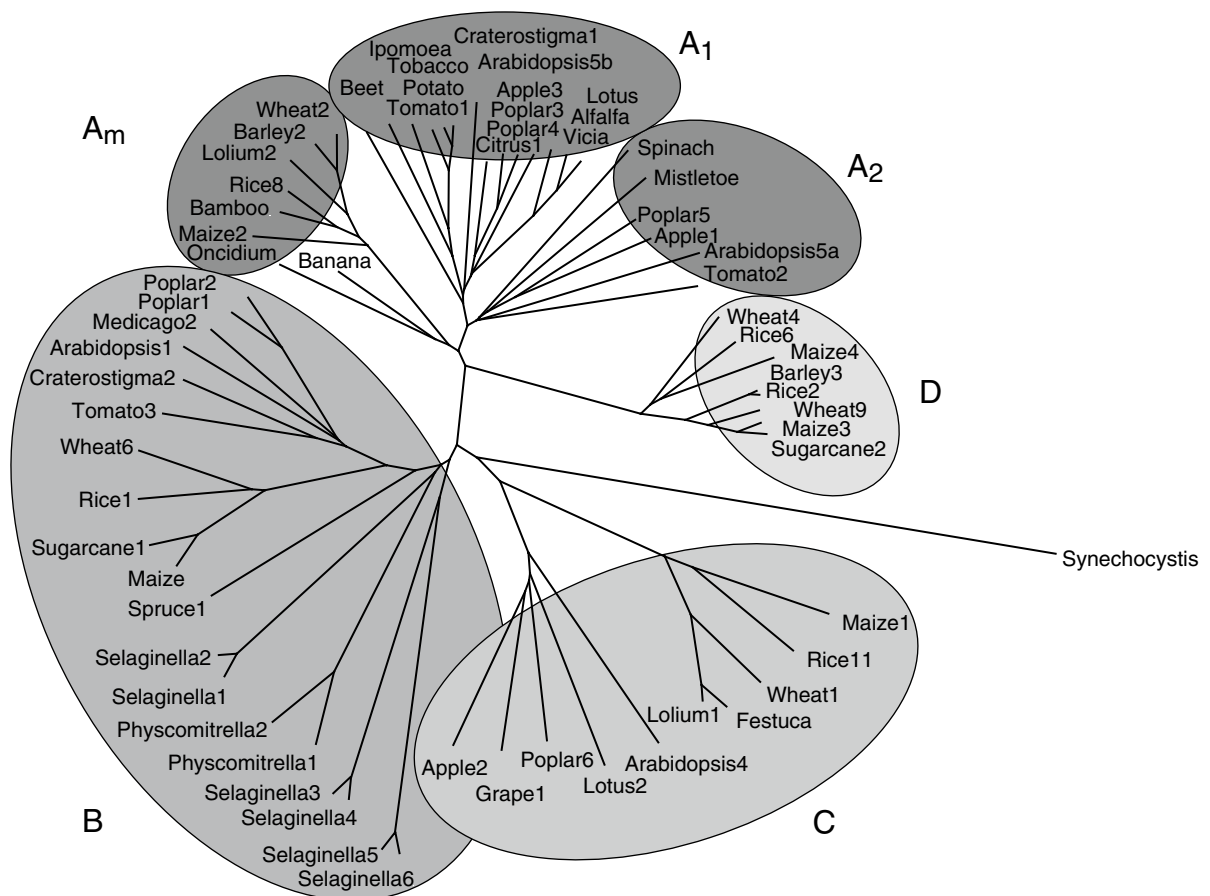 A1
Craterostigma1
Ipomoea
Tobacco
Arabidopsis5b
Beet
Potato
Tomato1
Apple3
Poplar3
Poplar4
Citrus1
Lotus
Alfalfa
Vicia
Am
Wheat2
Barley2
Lolium2
Rice8
Bamboo
Maize2
Oncidium
Banana
A2
Spinach
Mistletoe
Poplar5
Apple1
Arabidopsis5a
Tomato2
D
Wheat4
Rice6
Maize4
Barley3
Rice2
Wheat9
Maize3
Sugarcane2
Poplar2
Poplar1
Medicago2
Arabidopsis1
Craterostigma2
Tomato3
Wheat6
Rice1
Sugarcane1
Maize
Spruce1
Selaginella2
Selaginella1
Physcomitrella2
Physcomitrella1
Selaginella3
Selaginella4
Selaginella5
Selaginella6
B
Synechocystis
Maize1
Rice11
Wheat1
Festuca
Lolium1
Arabidopsis4
Lotus2
Poplar6
Grape1
Apple2
C